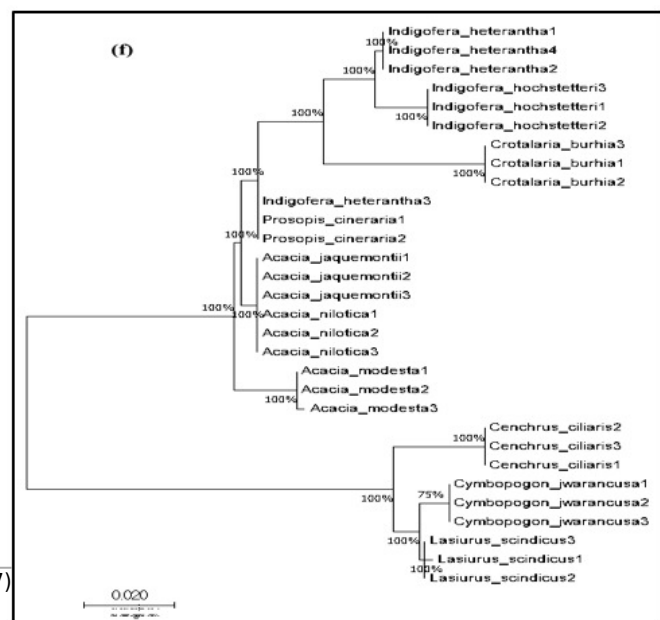 (f)
100%
Indigofera_heterantha1
Indigofera_heterantha4
Indigofera_heterantha2
100%
Indigofera_hochstetteri3
Indigofera_hochstetteri1
100%
Indigofera_hochstetteri2
100%
Crotalaria_burhia3
Crotalaria_burhia1
100%
Crotalaria_burhia2
100%
Indigofera_heterantha3
Prosopis_cineraria1
100%
Prosopis_cineraria2
Acacia_jaquemontii1
Acacia_jaquemontii2
Acacia_jaquemontii3
100%
100%
Acacia_nilotica1
Acacia_nilotica2
Acacia_nilotica3
Acacia_modesta1
Acacia_modesta2
100%
Acacia_modesta3
Cenchrus_ciliaris2
100%
Cenchrus_ciliaris3
Cenchrus_ciliaris1
Cymbopogon_jwarancusa1
75%
100%
Cymbopogon_jwarancusa2
Cymbopogon_jwarancusa3
100%
Lasiurus_scindicus3
Lasiurus_scindicus1
100%
Lasiurus_scindicus2
)
0.020